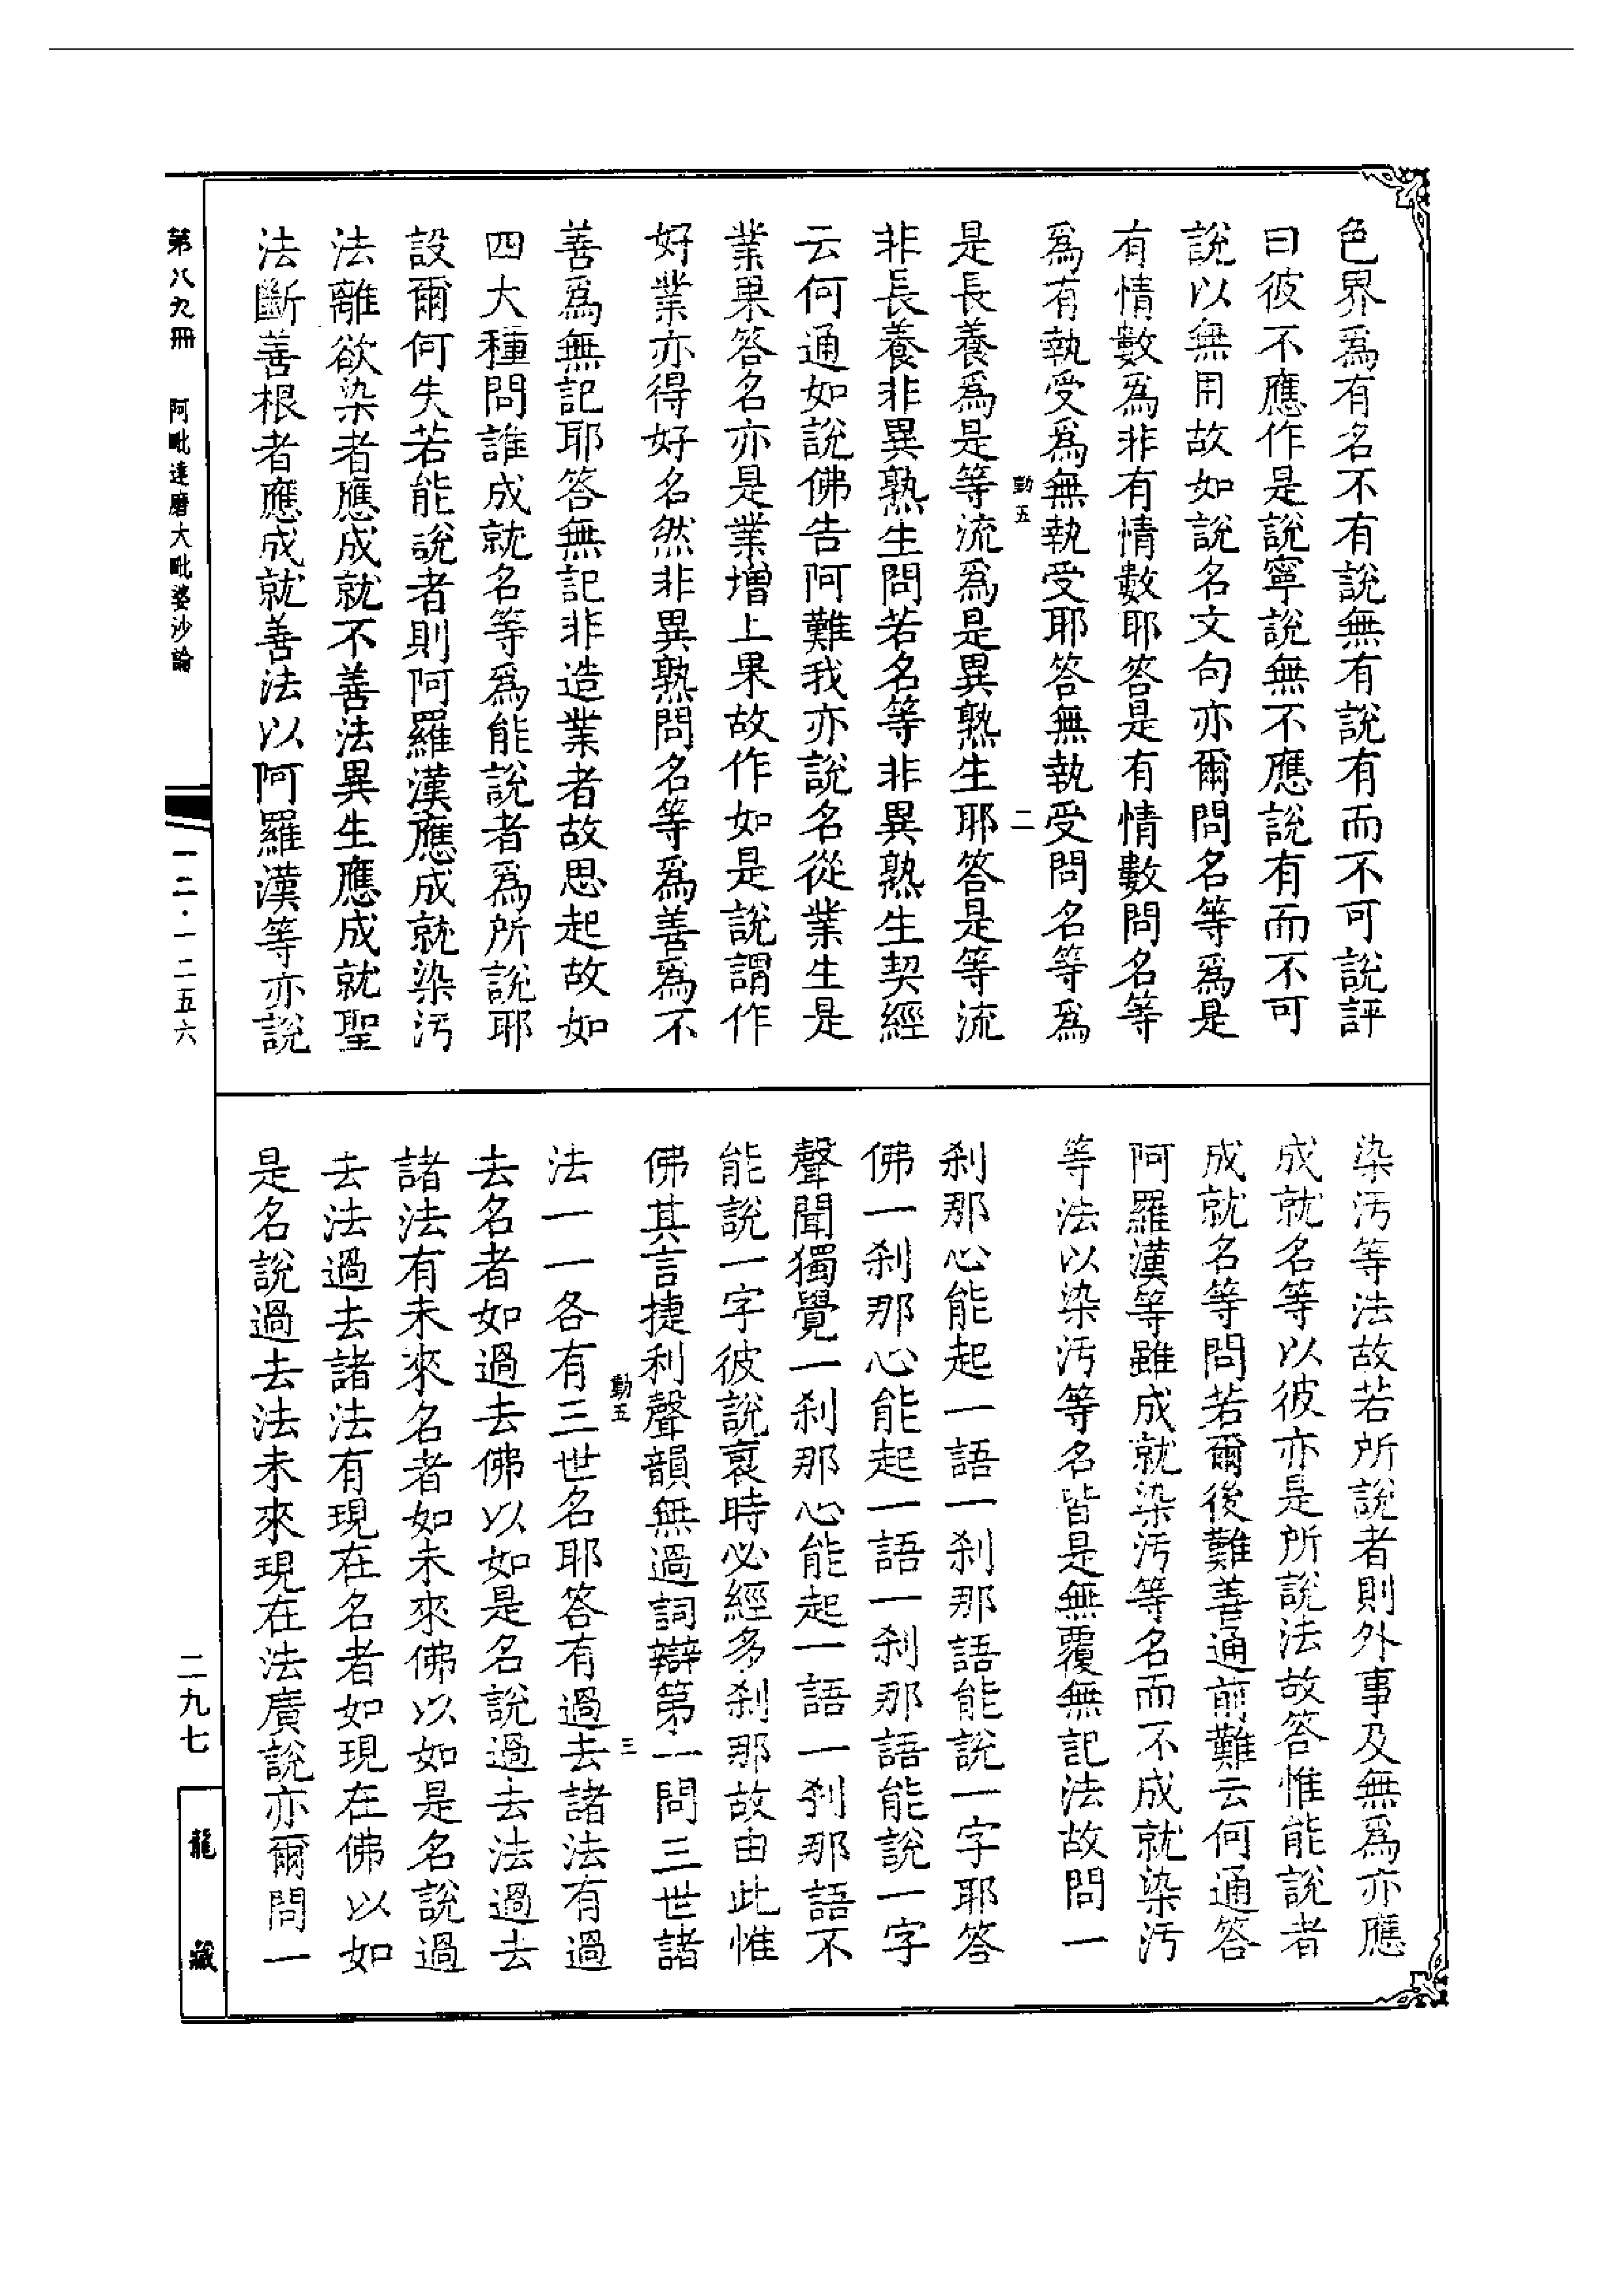 色界爲有名不有說無有說有而不可說評
曰彼不應作是說寧說無不應說有而不可
說以無用故如說名文句亦爾問名等爲是
有情數爲非有情數耶答是有情數問名等
爲有執受爲無執受耶答無執受問名等爲
動五
二
是長養爲是等流爲是異熟生耶答是等流
非長養非異熟生問若名等非異熟生契經
云何通如說佛告阿難我亦說名從業生是
業果答名亦是業增上果故作如是說謂作
好業亦得好名然非異熟問名等爲善爲不
善爲無記耶答無記非造業者故思起故如
四大種問誰成就名等爲能說者爲所說耶
設爾何失若能說者則阿羅漢應成就染污
法離欲染者應成就不善法異生應成就聖
法斷善根者應成就善法以阿羅漢等亦說
染污等法故若所說者則外事及無爲亦應
成就名等以彼亦是所說法故答惟能說者
成就名等問若爾後難善通前難云何通答
阿羅漢等雖成就染污等名而不成就染污
等法以染污等名皆是無覆無記法故問一
刹那心能起一語一刹那語能說一字耶答
佛一刹那心能起一語一刹那語能說一字
聲聞獨覺一刹那心能起一語一刹那語不
能說一字彼說裒時必經多刹那故由此惟
佛其言捷利聲韻無過詞辯第一問三世諸
動五
三
法一一各有三世名耶答有過去諸法有過
去名者如過去佛以如是名說過去法過去
諸法有未來名者如未來佛以如是名說過
去法過去諸法有現在名者如現在佛以如
是名說過去法未來現在法廣說亦爾問一
第八九冊 阿毗達磨大毗婆沙論
一二·一二五六
二九七
龍藏